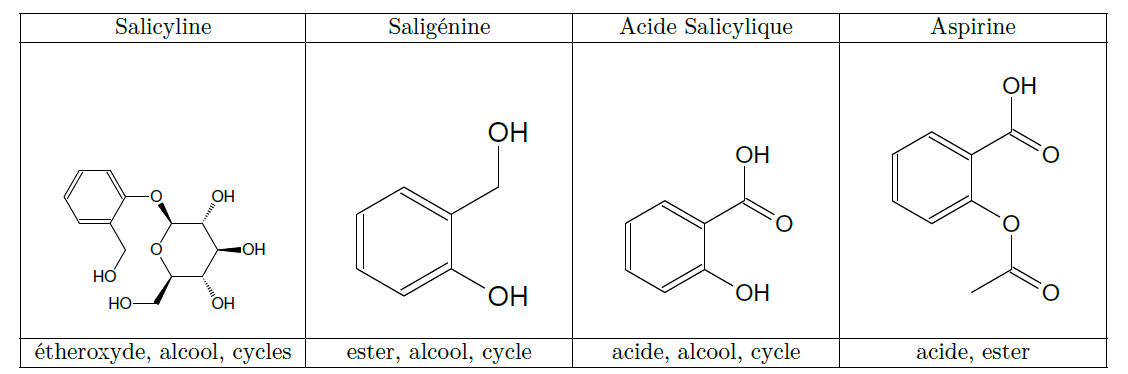 Salicyline Saligénine Acide Salicylique Aspirine
OH
OH
OH
OH
O
O OH
O
O
O OH
HO
OH
HO OH
OH
O
étheroxyde, alcool, cycles ester, alcool, cycle acide, alcool, cycle acide, ester